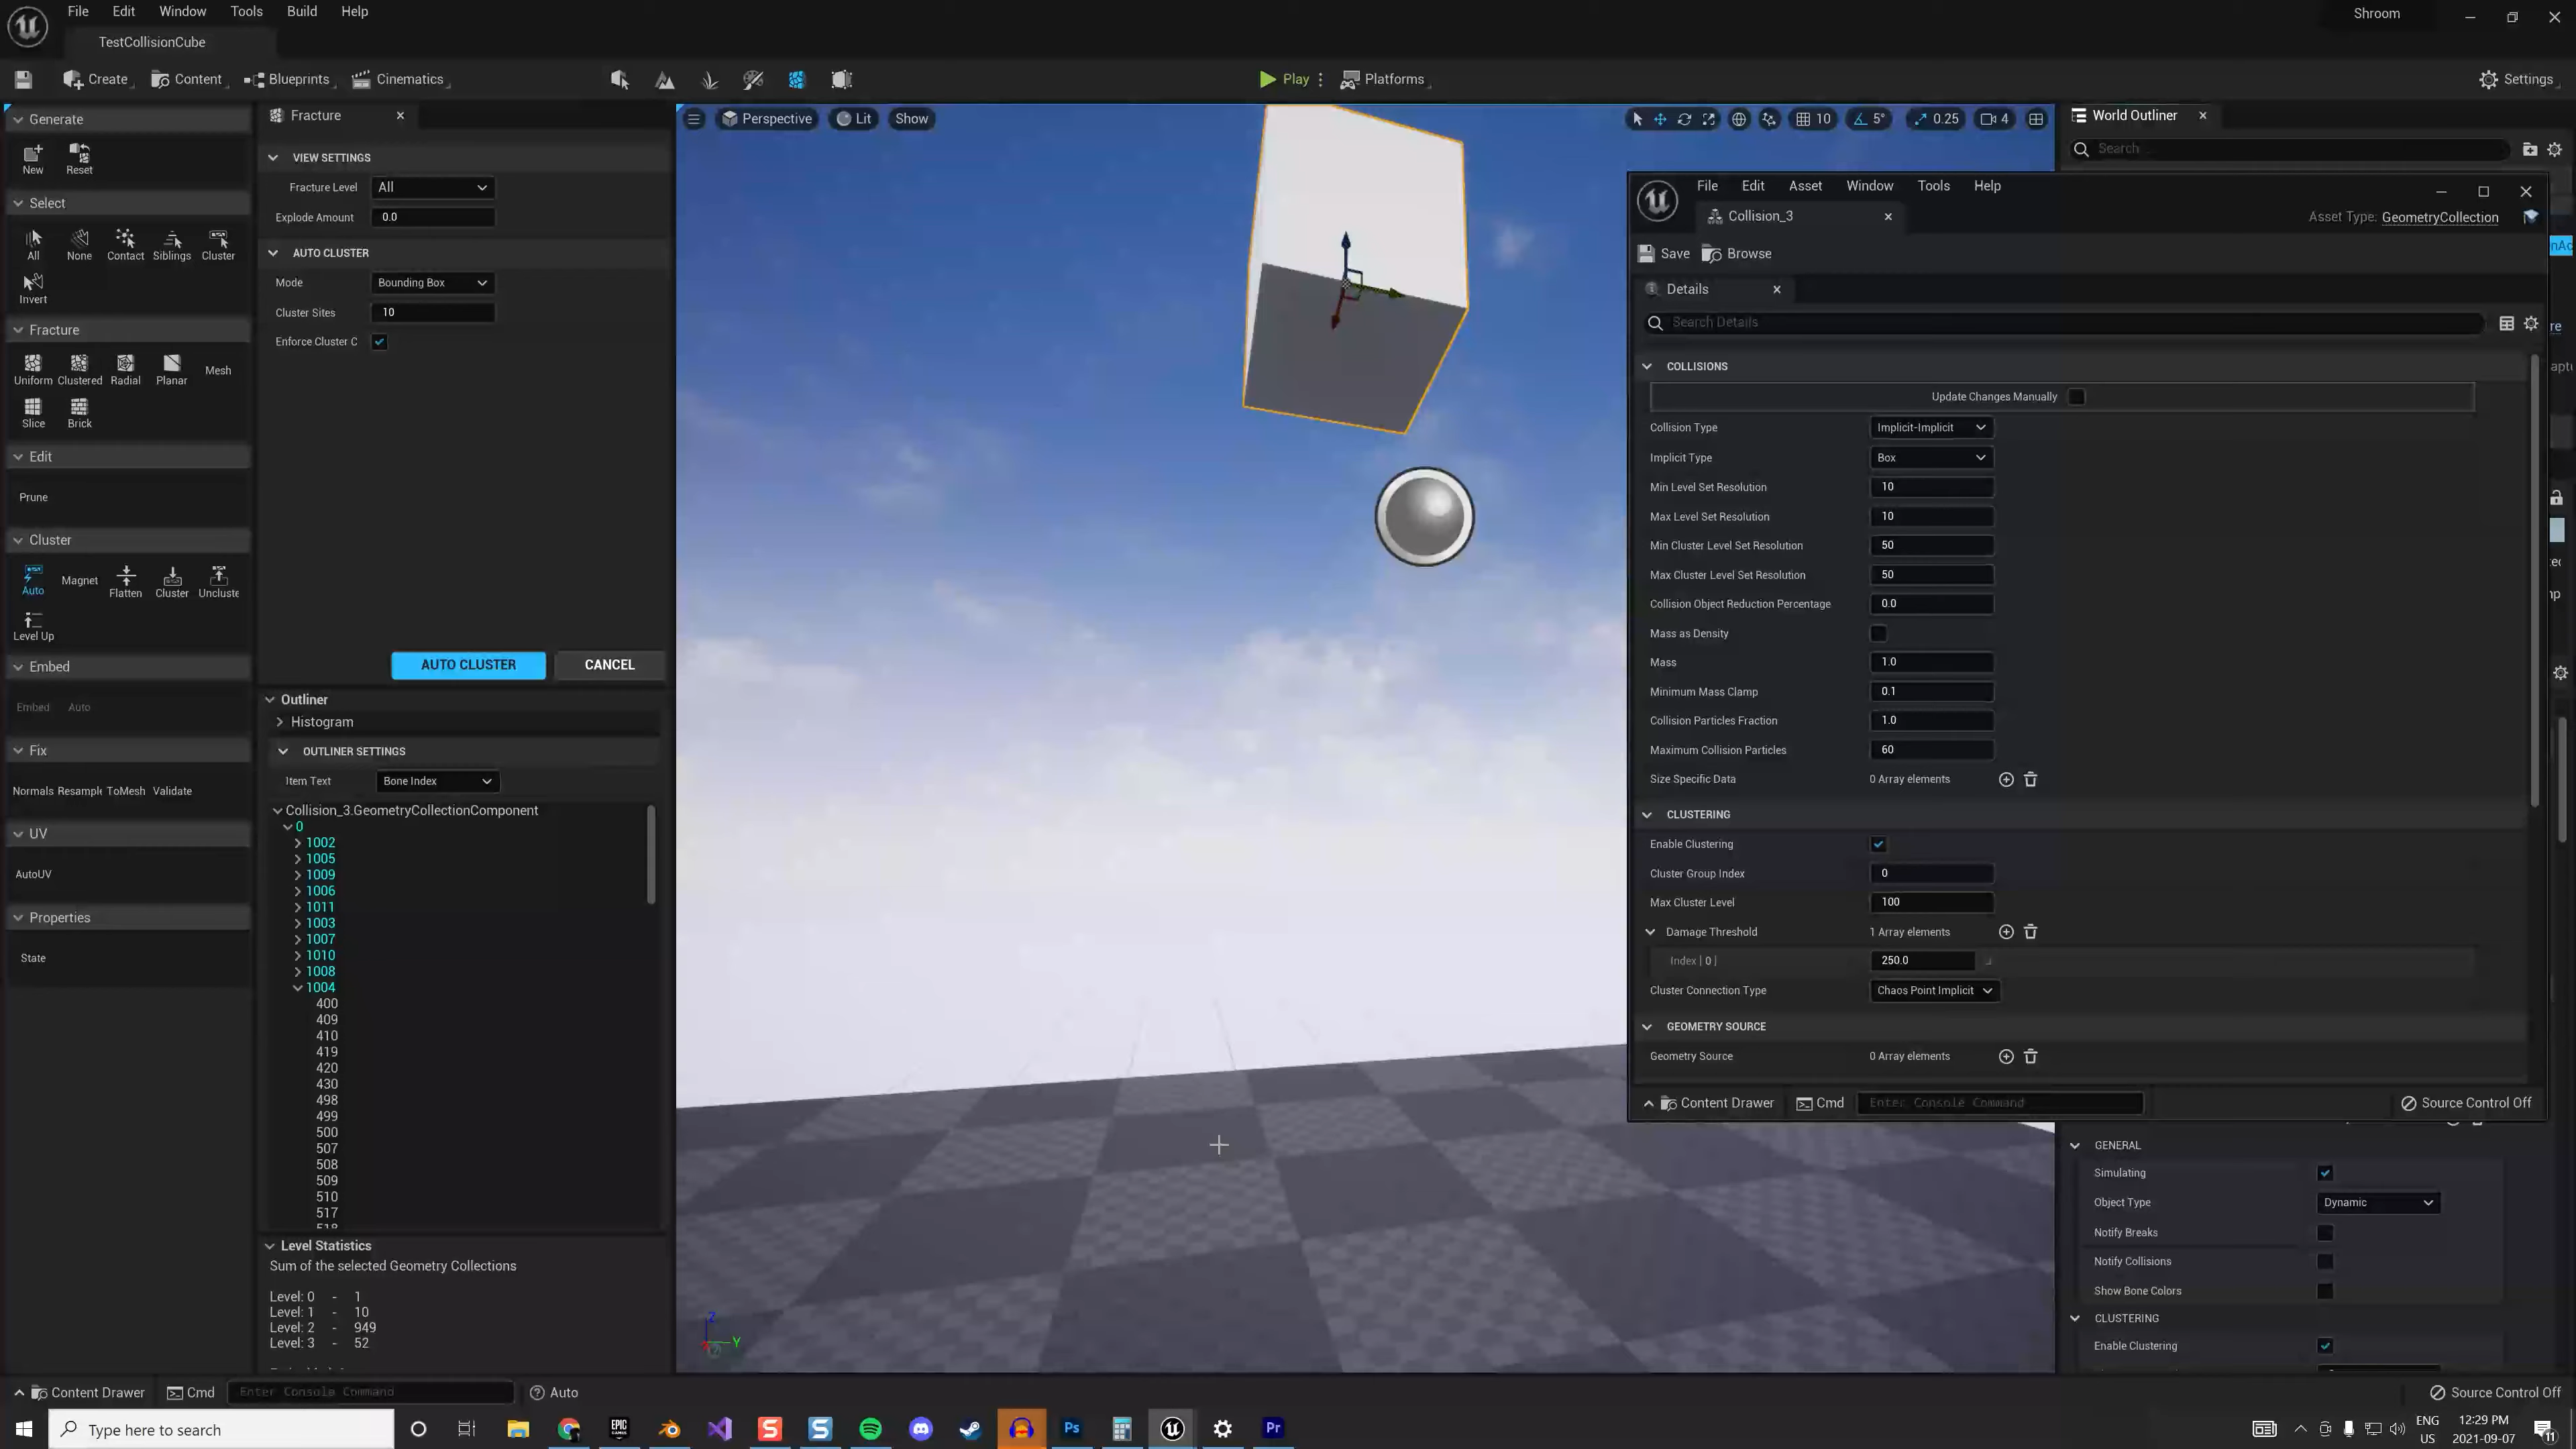 File Edit Window Tools Build Help
Shroom
TestCollisionCube
Create Content Blueprints Cinematics
Play Platforms
Settings
Generate
New Reset
Select
All None Contact Siblings Cluster
Invert
Fracture
Uniform Clustered Radial Planar Mesh
Slice Brick
Edit
Prune
Cluster
Auto Magnet Flatten Cluster Uncluste
Level Up
Embed
Embed Auto
Fix
Normals Resample ToMesh Validate
UV
AutoUV
Properties
State
Fracture
VIEW SETTINGS
Fracture Level All
Explode Amount 0.0
AUTO CLUSTER
Mode Bounding Box
Cluster Sites 10
Enforce Cluster C
AUTO CLUSTER CANCEL
Outliner
Histogram
OUTLINER SETTINGS
Item Text Bone Index
Collision_3.GeometryCollectionComponent
0
1002
1005
1009
1006
1011
1003
1007
1010
1008
1004
400
409
410
419
420
430
498
499
500
507
508
509
510
517
518
Level Statistics
Sum of the selected Geometry Collections
Level: 0 - 1
Level: 1 - 10
Level: 2 - 949
Level: 3 - 52
Perspective Lit Show
10 5° 0.25 4
Z
Y
World Outliner
Search
File Edit Asset Window Tools Help
Collision_3
Asset Type: GeometryCollection
Save Browse
Details
Search Details
COLLISIONS
Update Changes Manually
Collision Type Implicit-Implicit
Implicit Type Box
Min Level Set Resolution 10
Max Level Set Resolution 10
Min Cluster Level Set Resolution 50
Max Cluster Level Set Resolution 50
Collision Object Reduction Percentage 0.0
Mass as Density
Mass 1.0
Minimum Mass Clamp 0.1
Collision Particles Fraction 1.0
Maximum Collision Particles 60
Size Specific Data 0 Array elements
CLUSTERING
Enable Clustering
Cluster Group Index 0
Max Cluster Level 100
Damage Threshold 1 Array elements
Index [ 0 ] 250.0
Cluster Connection Type Chaos Point Implicit
GEOMETRY SOURCE
Geometry Source 0 Array elements
Content Drawer Cmd Enter Console Command Source Control Off
GENERAL
Simulating
Object Type Dynamic
Notify Breaks
Notify Collisions
Show Bone Colors
CLUSTERING
Enable Clustering
Content Drawer Cmd Enter Console Command Auto Source Control Off
Type here to search
EPIC GAMES
Ps
Pr
ENG
US
12:29 PM
2021-09-07
11